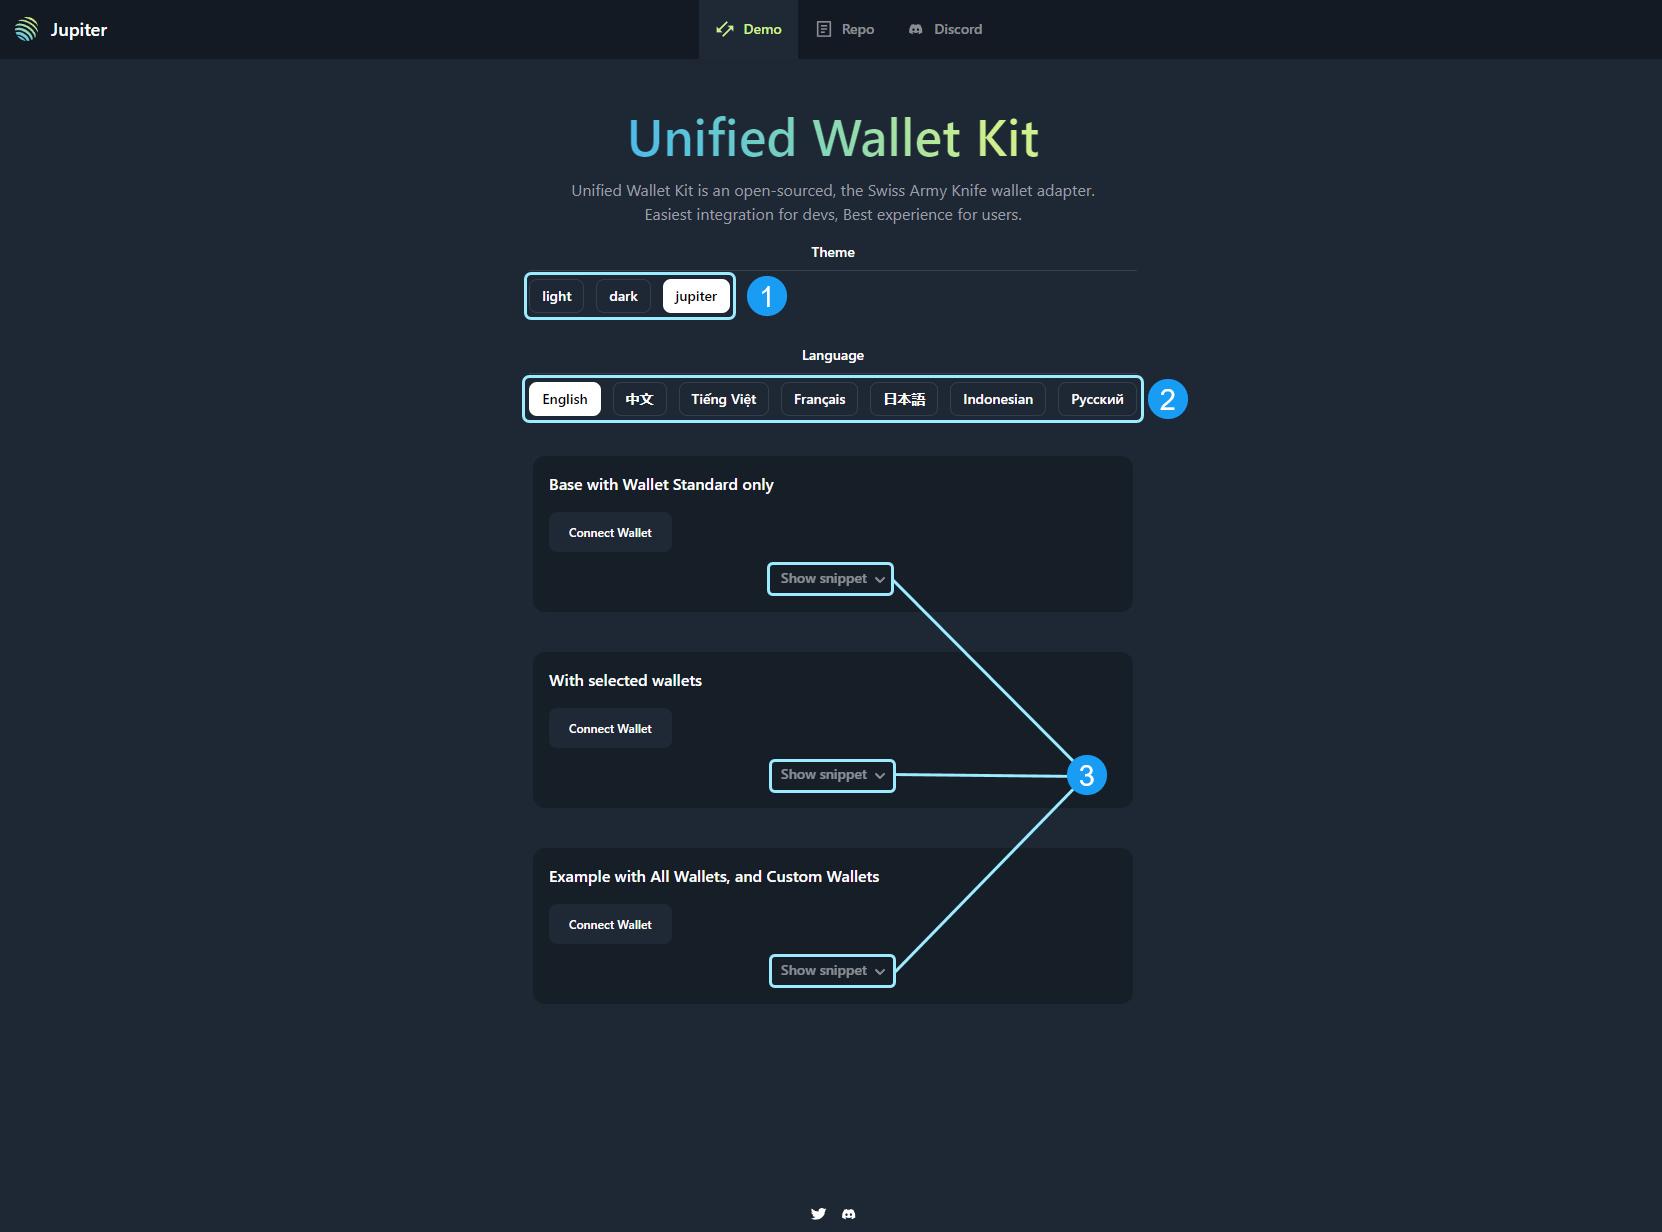 Jupiter
Demo
Repo
Discord
Unified Wallet Kit
Unified Wallet Kit is an open-sourced, the Swiss Army Knife wallet adapter.
Easiest integration for devs, Best experience for users.
Theme
light dark jupiter 1
Language
English 中文 Tiếng Việt Français 日本語 Indonesian Русский 2
Base with Wallet Standard only
Connect Wallet
Show snippet
With selected wallets
Connect Wallet
Show snippet
3
Example with All Wallets, and Custom Wallets
Connect Wallet
Show snippet